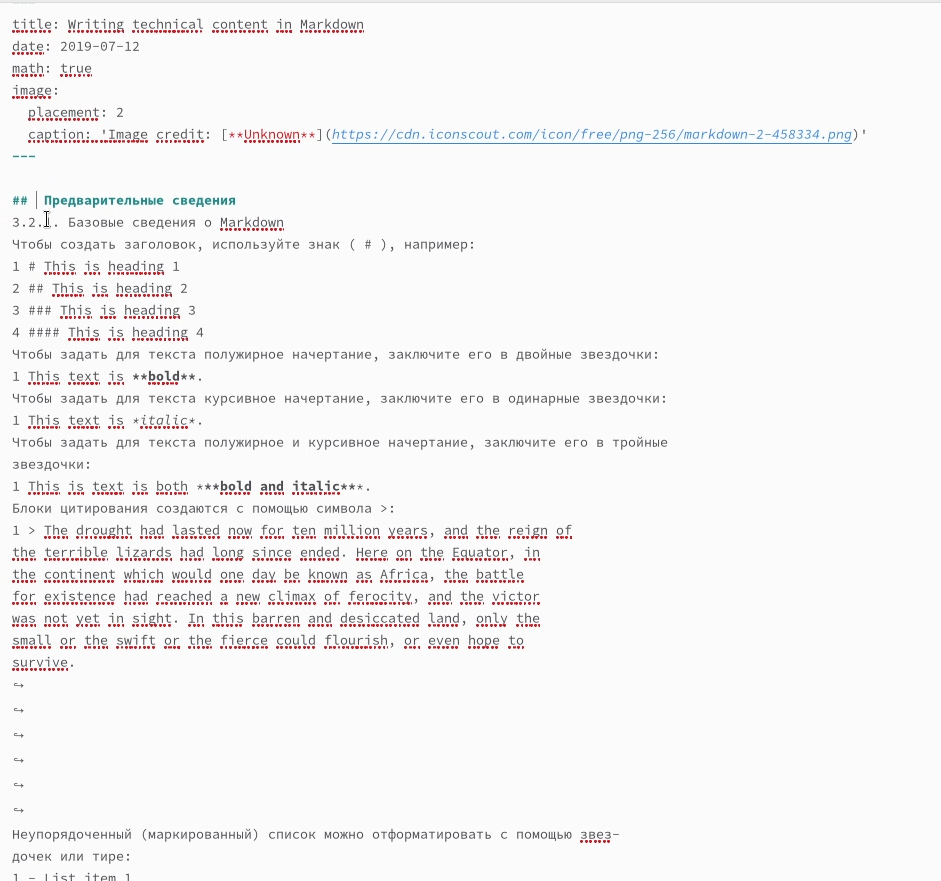 title: Writing technical content in Markdown
date: 2019-07-12
math: true
image:
placement: 2
caption: 'Image credit: [**Unknown**](https://cdn.iconscout.com/icon/free/png-256/markdown-2-458334.png)'
---
## Предварительные сведения
3.2.1. Базовые сведения о Markdown
Чтобы создать заголовок, используйте знак ( # ), например:
1 # This is heading 1
2 ## This is heading 2
3 ### This is heading 3
4 #### This is heading 4
Чтобы задать для текста полужирное начертание, заключите его в двойные звездочки:
1 This text is **bold**.
Чтобы задать для текста курсивное начертание, заключите его в одинарные звездочки:
1 This text is *italic*.
Чтобы задать для текста полужирное и курсивное начертание, заключите его в тройные
звездочки:
1 This is text is both ***bold and italic***.
Блоки цитирования создаются с помощью символа >:
1 > The drought had lasted now for ten million years, and the reign of
the terrible lizards had long since ended. Here on the Equator, in
the continent which would one day be known as Africa, the battle
for existence had reached a new climax of ferocity, and the victor
was not yet in sight. In this barren and desiccated land, only the
small or the swift or the fierce could flourish, or even hope to
survive.
↪
↪
↪
↪
↪
↪
Неупорядоченный (маркированный) список можно отформатировать с помощью звез-
дочек или тире:
1 - List item 1